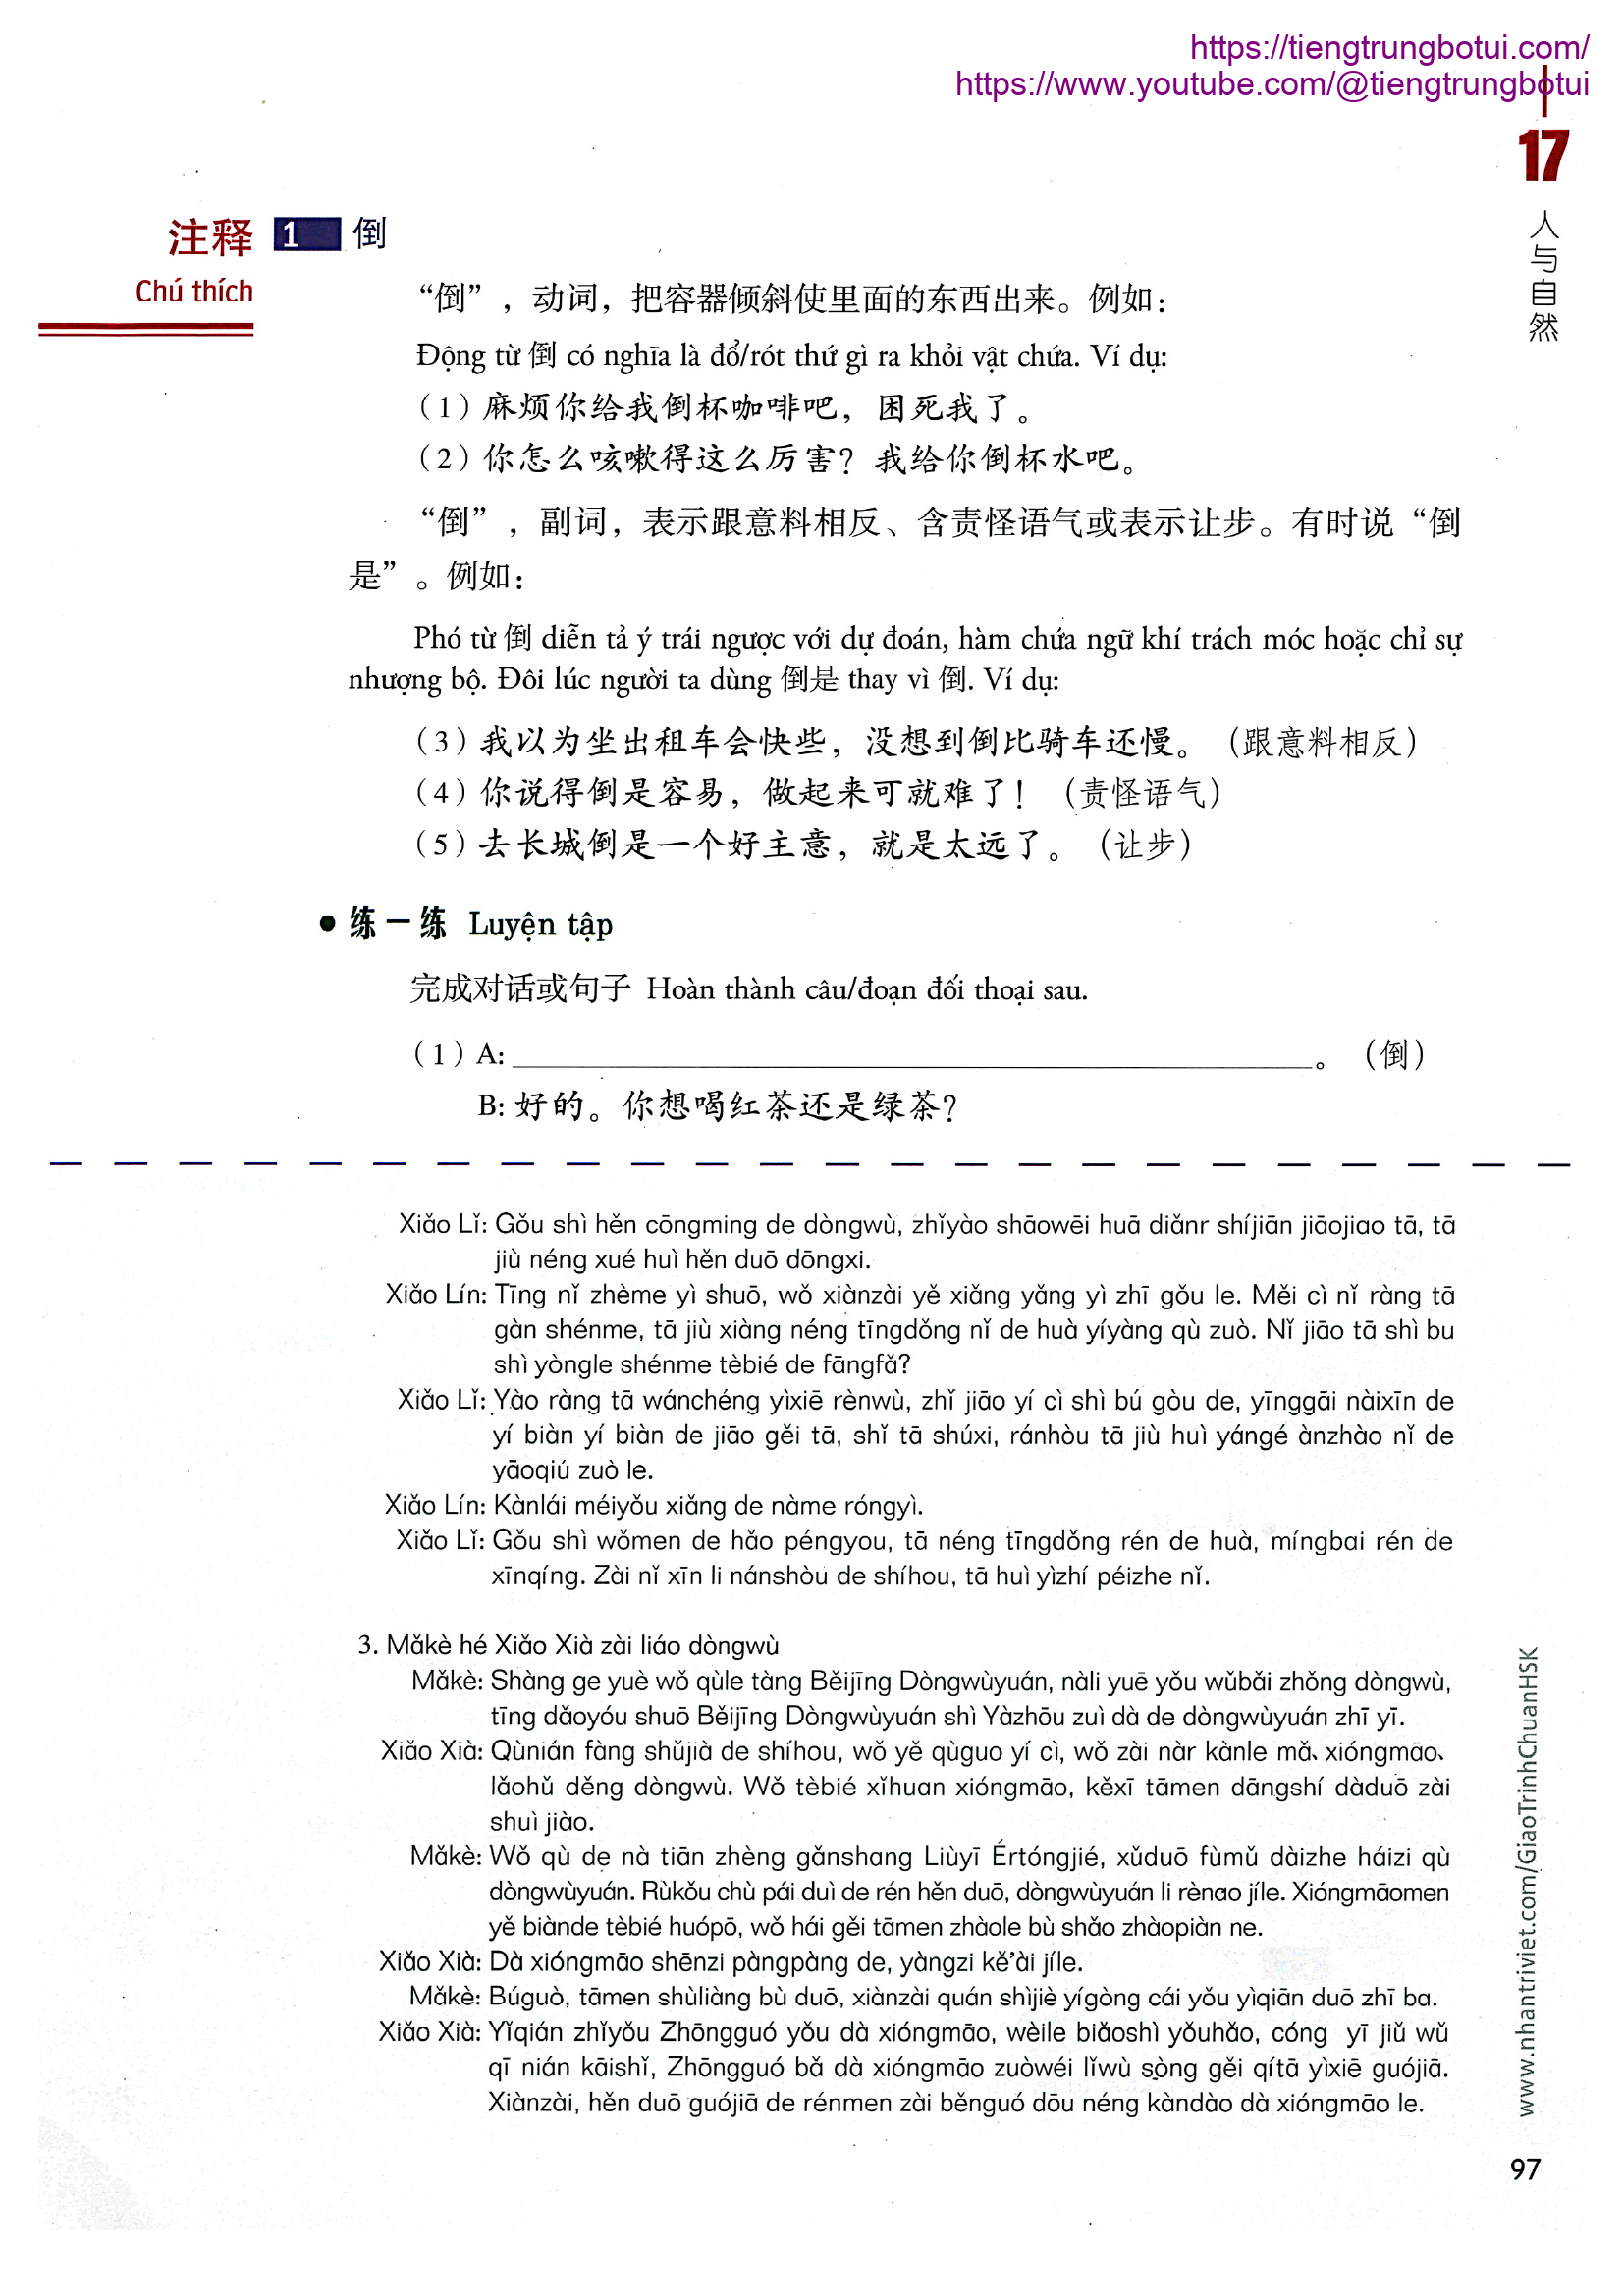 https://tiengtrungbotui.com/
https://www.youtube.com/@tiengtrungbotui
17
人与自然
注释 1 倒
Chú thích
“倒”，动词，把容器倾斜使里面的东西出来。例如：
Động từ 倒 có nghĩa là đổ/rót thứ gì ra khỏi vật chứa. Ví dụ:
（1）麻烦你给我倒杯咖啡吧，困死我了。
（2）你怎么咳嗽得这么厉害？我给你倒杯水吧。
“倒”，副词，表示跟意料相反、含责怪语气或表示让步。有时说“倒
是”。例如：
Phó từ 倒 diễn tả ý trái ngược với dự đoán, hàm chứa ngữ khí trách móc hoặc chỉ sự
nhượng bộ. Đôi lúc người ta dùng 倒是 thay vì 倒. Ví dụ:
（3）我以为坐出租车会快些，没想到倒比骑车还慢。（跟意料相反）
（4）你说得倒是容易，做起来可就难了！（责怪语气）
（5）去长城倒是一个好主意，就是太远了。（让步）
● 练一练 Luyện tập
完成对话或句子 Hoàn thành câu/đoạn đối thoại sau.
（1）A: ______________________________。（倒）
B: 好的。你想喝红茶还是绿茶？
Xiǎo Lǐ: Gǒu shì hěn cōngming de dòngwù, zhǐyào shāowēi huā diǎnr shíjiān jiāojiao tā, tā
jiù néng xué huì hěn duō dōngxi.
Xiǎo Lín: Tīng nǐ zhème yì shuō, wǒ xiànzài yě xiǎng yǎng yì zhī gǒu le. Měi cì nǐ ràng tā
gàn shénme, tā jiù xiàng néng tīngdǒng nǐ de huà yíyàng qù zuò. Nǐ jiāo tā shì bu
shì yòngle shénme tèbié de fāngfǎ?
Xiǎo Lǐ: Yào ràng tā wánchéng yìxiē rènwù, zhǐ jiāo yí cì shì bú gòu de, yīnggāi nàixīn de
yí biàn yí biàn de jiāo gěi tā, shǐ tā shúxi, ránhòu tā jiù huì yángé ànzhào nǐ de
yāoqiú zuò le.
Xiǎo Lín: Kànlái méiyǒu xiǎng de nàme róngyì.
Xiǎo Lǐ: Gǒu shì wǒmen de hǎo péngyou, tā néng tīngdǒng rén de huà, míngbai rén de
xīnqíng. Zài nǐ xīn li nánshòu de shíhou, tā huì yìzhí péizhe nǐ.
3. Mǎkè hé Xiǎo Xià zài liáo dòngwù
Mǎkè: Shàng ge yuè wǒ qùle tàng Běijīng Dòngwùyuán, nàli yuē yǒu wǔbǎi zhǒng dòngwù,
tīng dǎoyóu shuō Běijīng Dòngwùyuán shì Yàzhōu zuì dà de dòngwùyuán zhī yī.
Xiǎo Xià: Qùnián fàng shǔjià de shíhou, wǒ yě qùguo yí cì, wǒ zài nàr kànle mǎ、xióngmāo、
lǎohǔ děng dòngwù. Wǒ tèbié xǐhuan xióngmāo, kěxī tāmen dāngshí dàduō zài
shuì jiào.
Mǎkè: Wǒ qù de nà tiān zhèng gǎnshang Liùyī Értóngjié, xǔduō fùmǔ dàizhe háizi qù
dòngwùyuán. Rùkǒu chù pái duì de rén hěn duō, dòngwùyuán li rènao jíle. Xióngmāomen
yě biànde tèbié huópō, wǒ hái gěi tāmen zhàole bù shǎo zhàopiàn ne.
Xiǎo Xià: Dà xióngmāo shēnzi pàngpàng de, yàngzi kě'ài jíle.
Mǎkè: Búguò, tāmen shùliàng bù duō, xiànzài quán shìjiè yígòng cái yǒu yìqiān duō zhī ba.
Xiǎo Xià: Yǐqián zhǐyǒu Zhōngguó yǒu dà xióngmāo, wèile biǎoshì yǒuhǎo, cóng yī jiǔ wǔ
qī nián kāishǐ, Zhōngguó bǎ dà xióngmāo zuòwéi lǐwù sòng gěi qítā yìxiē guójiā.
Xiànzài, hěn duō guójiā de rénmen zài běnguó dōu néng kàndào dà xióngmāo le.
www.nhantriviet.com/GiaoTrinhChuanHSK
97